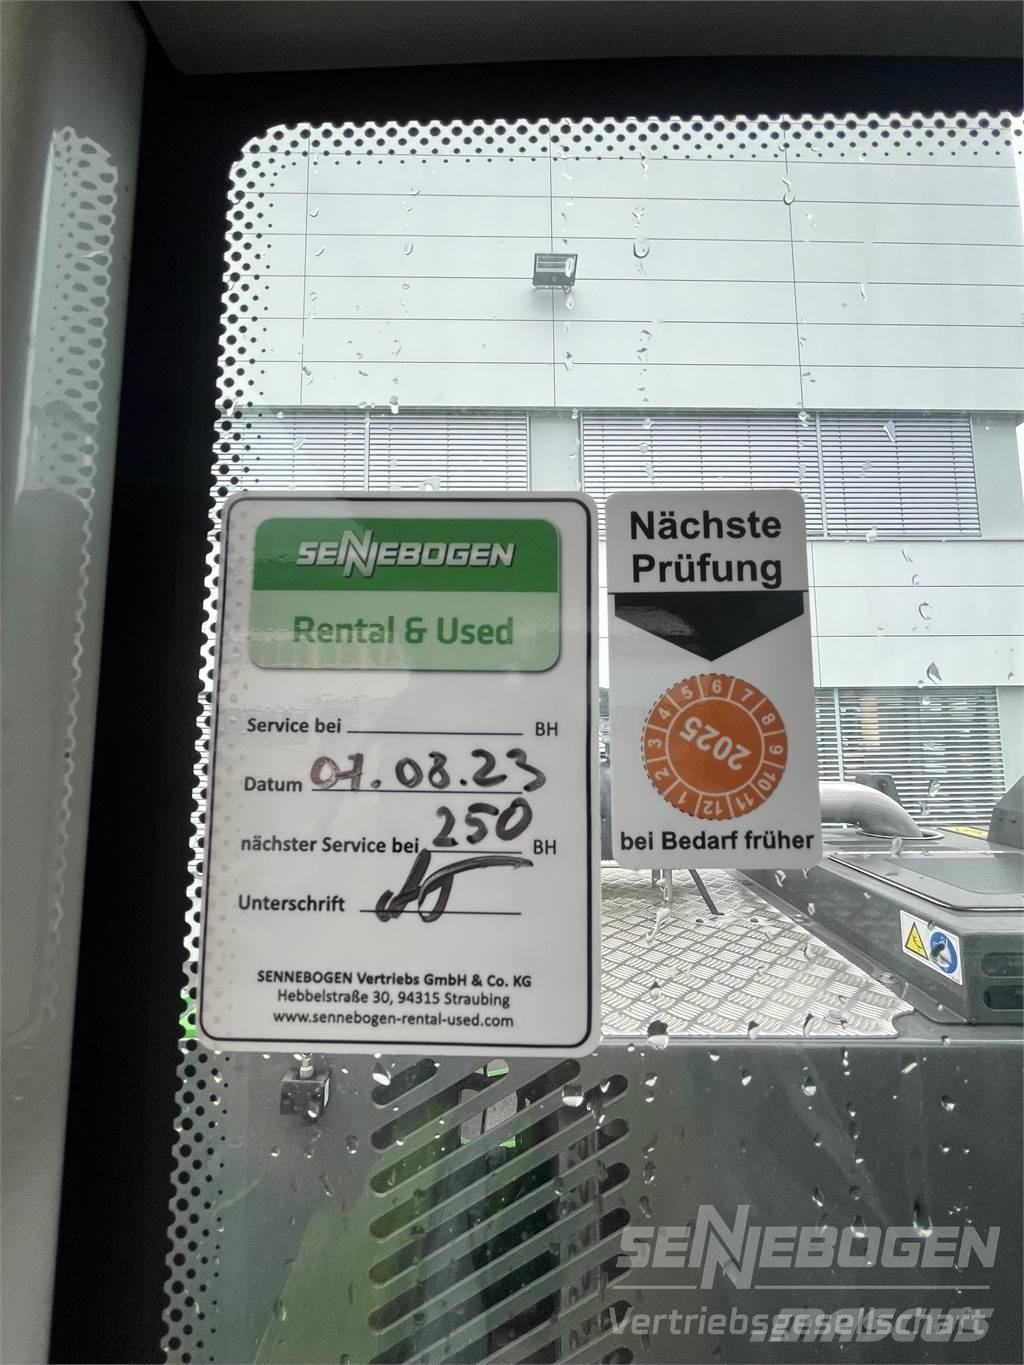 SENNEBOGEN
Rental & Used
Service bei BH
Datum 01.08.23
nächster Service bei 250 BH
Unterschrift
SENNEBOGEN Vertriebs GmbH & Co. KG
Hebbelstraße 30, 94315 Straubing
www.sennebogen-rental-used.com
Nächste
Prüfung
1 2 3 4 5 6 7 8 9 10 11 12
2025
bei Bedarf früher
SENNEBOGEN
Vertriebsgesellschaft